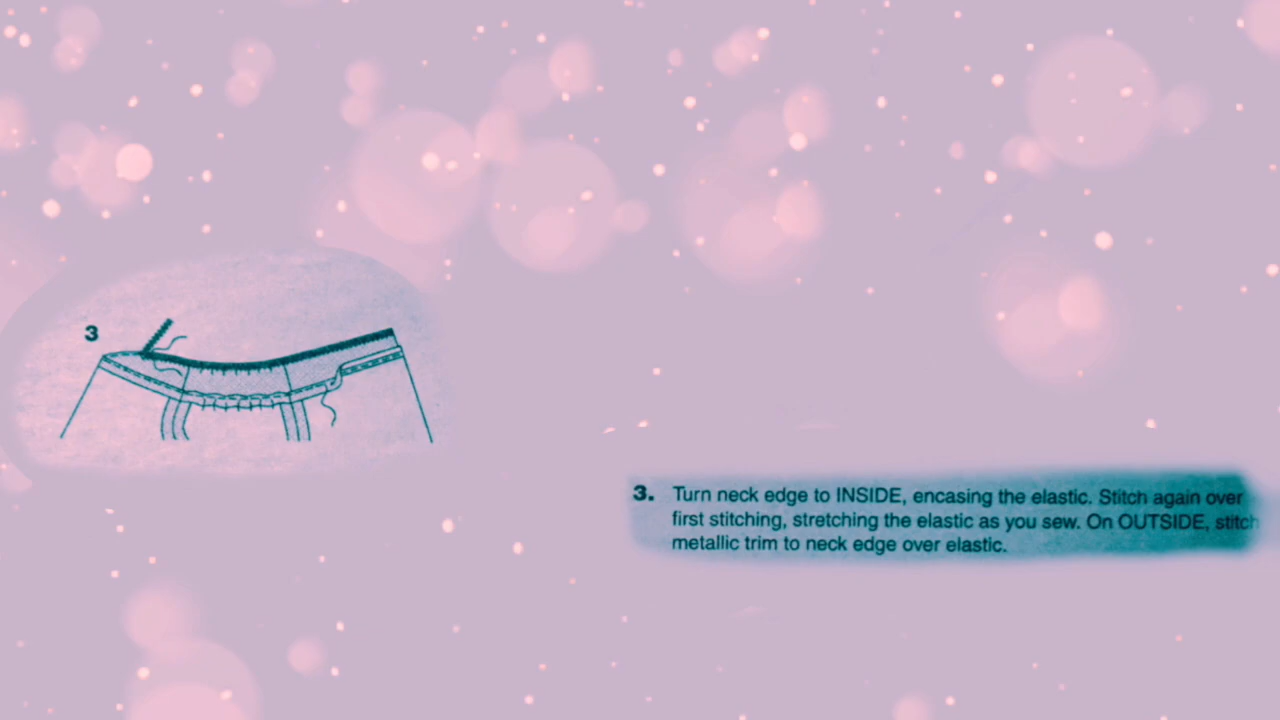 3
3. Turn neck edge to INSIDE, encasing the elastic. Stitch again over
first stitching, stretching the elastic as you sew. On OUTSIDE, stitch
metallic trim to neck edge over elastic.